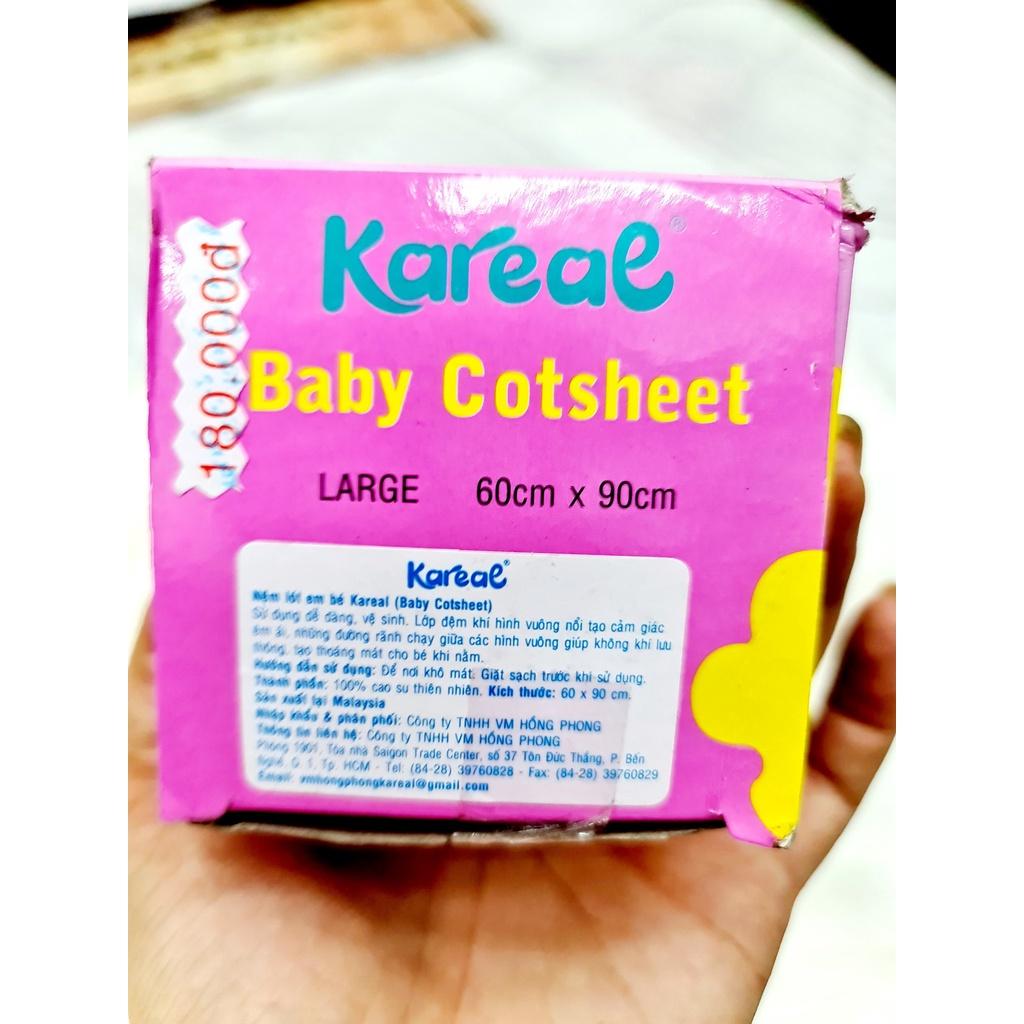 Kareal®
180.000đ
Baby Cotsheet
LARGE 60cm x 90cm
Kareal®
Nệm lót em bé Kareal (Baby Cotsheet)
Sử dụng dễ dàng, vệ sinh. Lớp đệm khí hình vuông nổi tạo cảm giác
êm ái, những đường rãnh chạy giữa các hình vuông giúp không khí lưu
thông, tạo thoáng mát cho bé khi nằm.
Hướng dẫn sử dụng: Để nơi khô mát. Giặt sạch trước khi sử dụng.
Thành phần: 100% cao su thiên nhiên. Kích thước: 60 x 90 cm.
Sản xuất tại Malaysia
Nhập khẩu & phân phối: Công ty TNHH VM HỒNG PHONG
Thông tin liên hệ: Công ty TNHH VM HỒNG PHONG
Phòng 1901, Tòa nhà Saigon Trade Center, số 37 Tôn Đức Thắng, P. Bến
Nghé, Q. 1, Tp. HCM - Tel: (84-28) 39760828 - Fax: (84-28) 39760829
Email: vmhongphongkareal@gmail.com